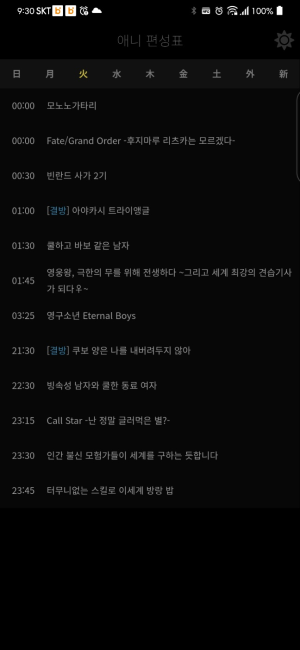 9:30 SKT 100%
애니 편성표
日 月 火 水 木 金 土 外 新
00:00 모노노가타리
00:00 Fate/Grand Order -후지마루 리츠카는 모르겠다-
00:30 빈란드 사가 2기
01:00 [결방] 아야카시 트라이앵글
01:30 쿨하고 바보 같은 남자
01:45 영웅왕, 극한의 무를 위해 전생하다 ~그리고 세계 최강의 견습기사
가 되다♀~
03:25 영구소년 Eternal Boys
21:30 [결방] 쿠보 양은 나를 내버려두지 않아
22:30 빙속성 남자와 쿨한 동료 여자
23:15 Call Star -난 정말 글러먹은 별?-
23:30 인간 불신 모험가들이 세계를 구하는 듯합니다
23:45 터무니없는 스킬로 이세계 방랑 밥